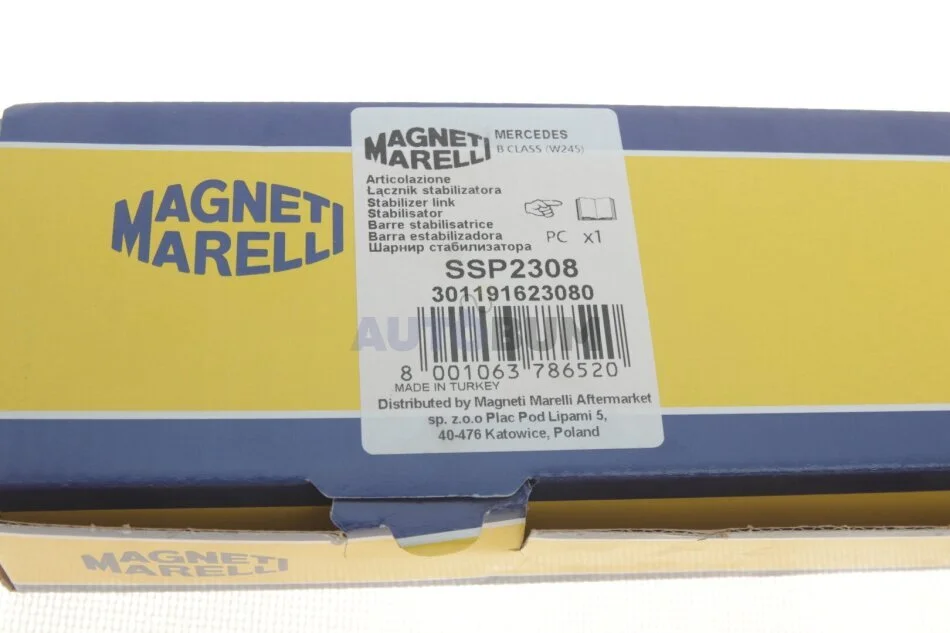 MAGNETI
MARELLI
MAGNETI
MARELLI
MERCEDES
B CLASS (W245)
Articolazione
Łącznik stabilizatora
Stabilizer link
Stabilisator
Barre stabilisatrice
Barra estabilizadora
Шарнир стабилизатора
PC x1
SSP2308
301191623080
AUTOBUM
8 001063 786520
MADE IN TURKEY
Distributed by Magneti Marelli Aftermarket
sp. z.o.o Plac Pod Lipami 5,
40-476 Katowice, Poland
MAGNETI
MARELLI